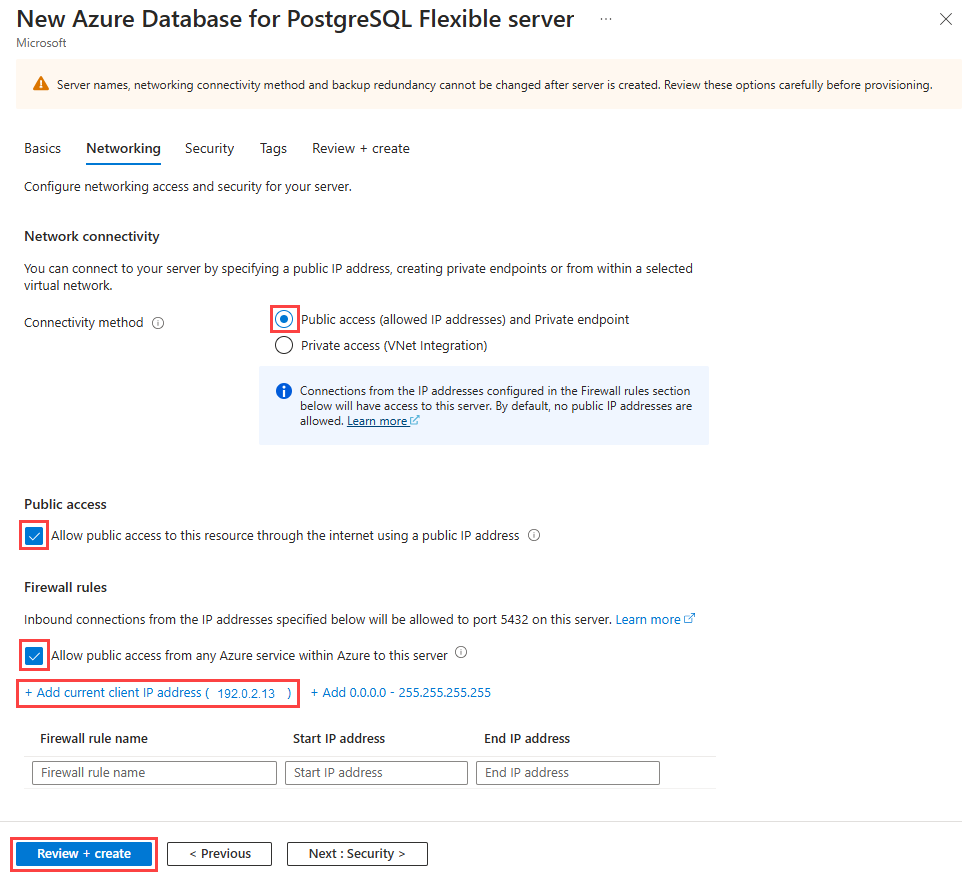 New Azure Database for PostgreSQL Flexible server ...
Microsoft
Server names, networking connectivity method and backup redundancy cannot be changed after server is created. Review these options carefully before provisioning.
Basics Networking Security Tags Review + create
Configure networking access and security for your server.
Network connectivity
You can connect to your server by specifying a public IP address, creating private endpoints or from within a selected
virtual network.
Connectivity method
Public access (allowed IP addresses) and Private endpoint
Private access (VNet Integration)
Connections from the IP addresses configured in the Firewall rules section
below will have access to this server. By default, no public IP addresses are
allowed. Learn more
Public access
Allow public access to this resource through the internet using a public IP address
Firewall rules
Inbound connections from the IP addresses specified below will be allowed to port 5432 on this server. Learn more
Allow public access from any Azure service within Azure to this server
+ Add current client IP address ( 192.0.2.13 ) + Add 0.0.0.0 - 255.255.255.255
Firewall rule name Start IP address End IP address
Firewall rule name Start IP address End IP address
Review + create < Previous Next : Security >